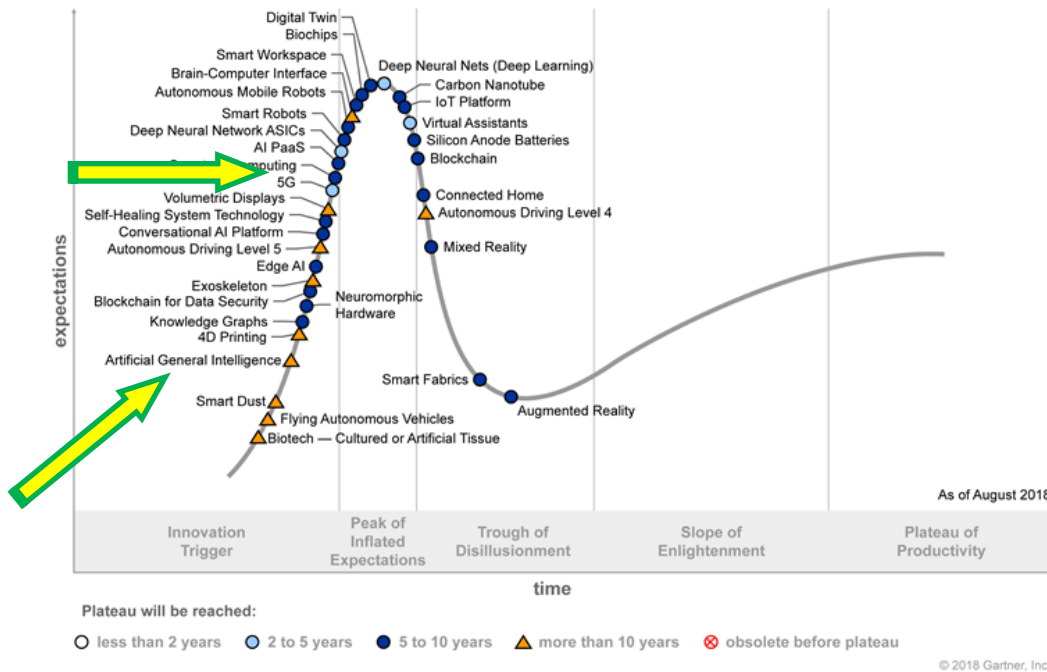 Digital Twin
Biochips
Smart Workspace
Brain-Computer Interface
Autonomous Mobile Robots
Smart Robots
Deep Neural Network ASICs
AI PaaS
5G
Volumetric Displays
Self-Healing System Technology
Conversational AI Platform
Autonomous Driving Level 5
Edge AI
Exoskeleton
Blockchain for Data Security
Neuromorphic
Hardware
Knowledge Graphs
4D Printing
Artificial General Intelligence
Smart Dust
Flying Autonomous Vehicles
Biotech — Cultured or Artificial Tissue
Deep Neural Nets (Deep Learning)
Carbon Nanotube
IoT Platform
Virtual Assistants
Silicon Anode Batteries
Blockchain
Connected Home
Autonomous Driving Level 4
Mixed Reality
Smart Fabrics
Augmented Reality
expectations
As of August 2018
Innovation
Trigger
Peak of
Inflated
Expectations
Trough of
Disillusionment
Slope of
Enlightenment
Plateau of
Productivity
time
Plateau will be reached:
less than 2 years
2 to 5 years
5 to 10 years
more than 10 years
obsolete before plateau
© 2018 Gartner, Inc.